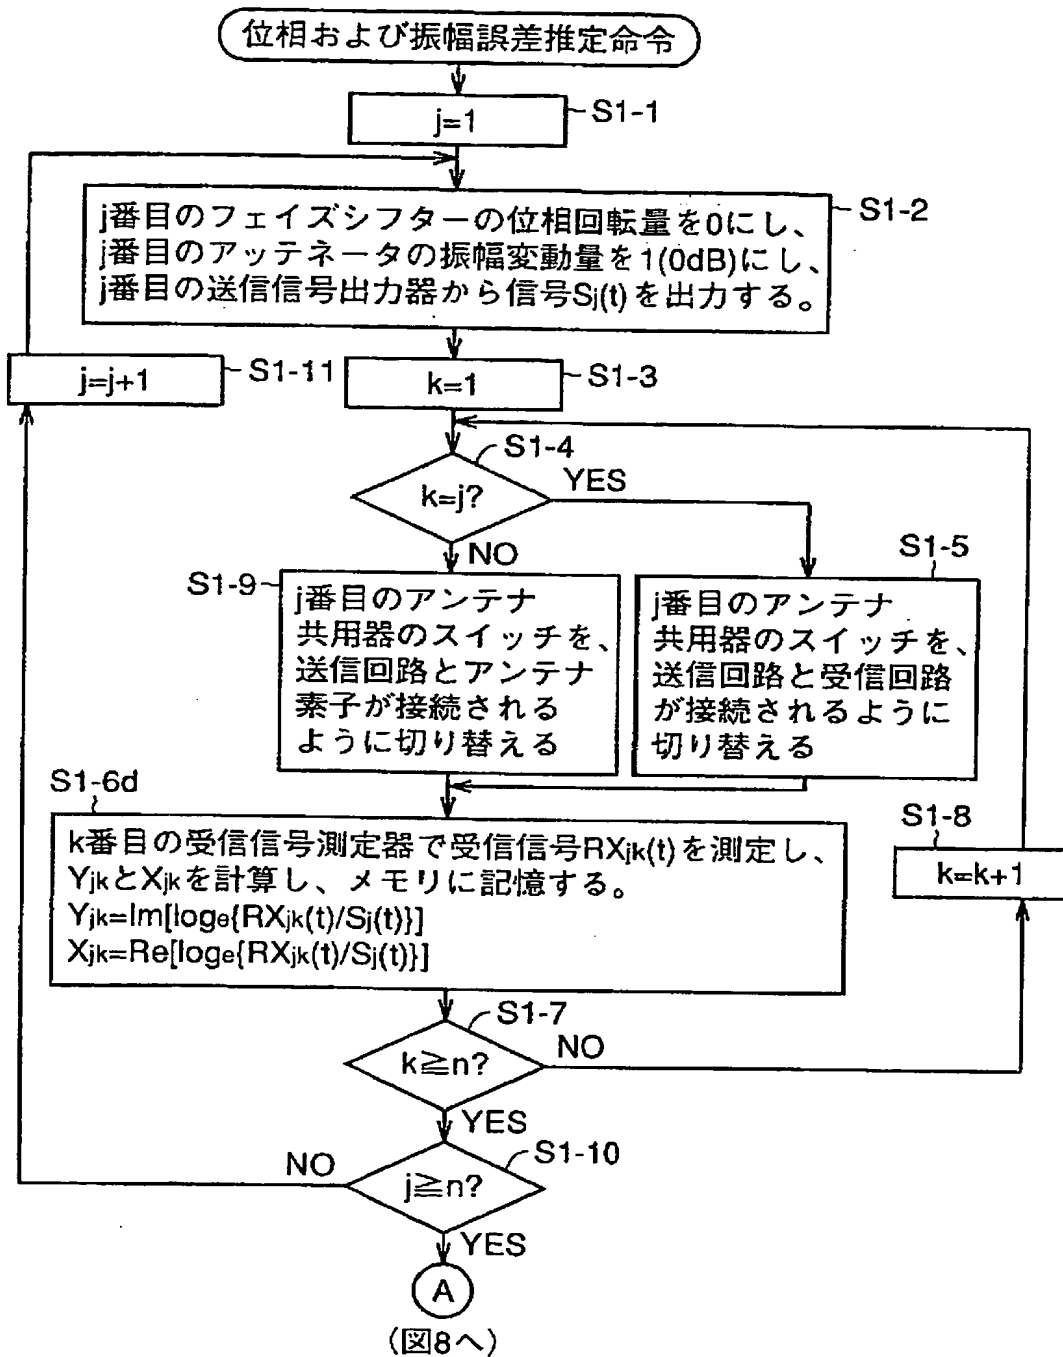 位相および振幅誤差推定命令
j=1
S1-1
j番目のフェイズシフターの位相回転量を0にし、
j番目のアッテネータの振幅変動量を1(0dB)にし、
j番目の送信信号出力器から信号Sj(t)を出力する。
S1-2
j=j+1
S1-11
k=1
S1-3
S1-4
k=j?
YES
NO
S1-9
j番目のアンテナ
共用器のスイッチを、
送信回路とアンテナ
素子が接続される
ように切り替える
S1-5
j番目のアンテナ
共用器のスイッチを、
送信回路と受信回路
が接続されるように
切り替える
S1-6d
k番目の受信信号測定器で受信信号RXjk(t)を測定し、
YjkとXjkを計算し、メモリに記憶する。
Yjk=Im[loge{RXjk(t)/Sj(t)}]
Xjk=Re[loge{RXjk(t)/Sj(t)}]
S1-8
k=k+1
S1-7
k≧n?
NO
YES
S1-10
j≧n?
NO
YES
A
(図8へ)